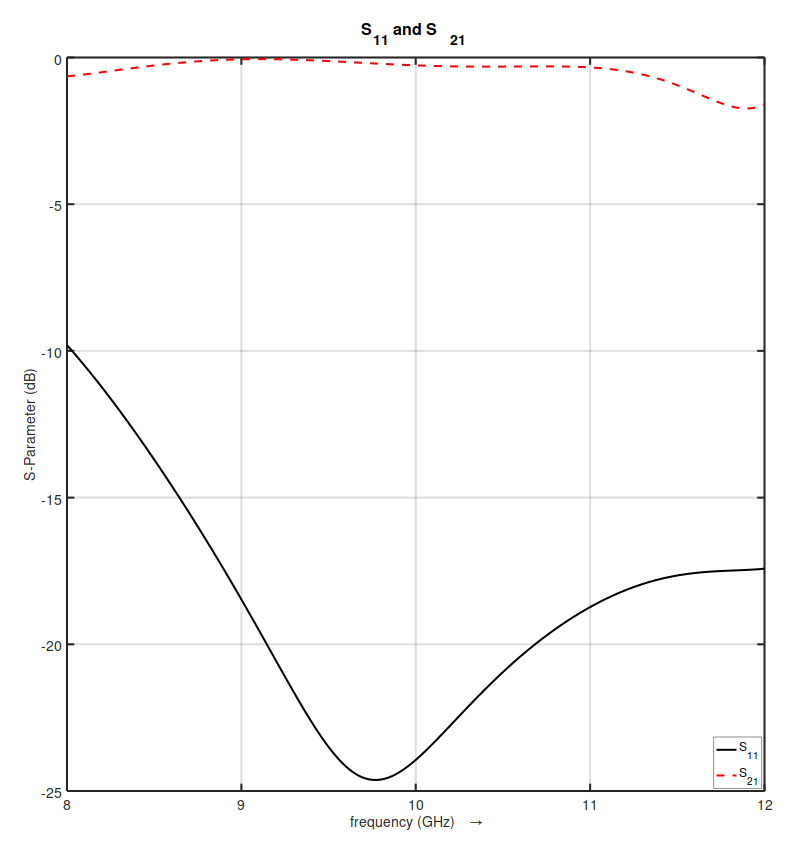 S11 and S 21
0
-5
-10
-15
-20
-25
S-Parameter (dB)
8
9
10
11
12
frequency (GHz) →
S11
S21